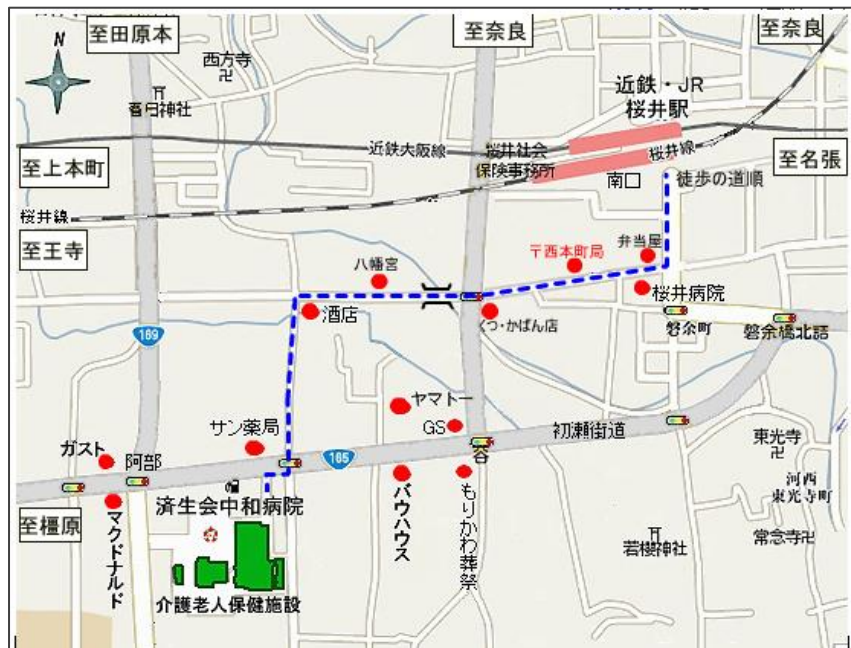 至田原本
至奈良
至奈良
N
西方寺
春日神社
近鉄・JR
桜井駅
近鉄大阪線
桜井社会
保険事務所
桜井線
至上本町
至名張
南口
徒歩の道順
桜井線
至王寺
八幡宮
〒西本町局
弁当屋
桜井病院
酒店
くつ・かばん店
磐余町
磐余橋北詰
169
ヤマトー
GS
サン薬局
ガスト
阿部
165
谷
初瀬街道
東光寺
河西
東光寺町
済生会中和病院
至橿原
マクドナルド
バウハウス
もりかわ葬祭
若櫻神社
常念寺
介護老人保健施設